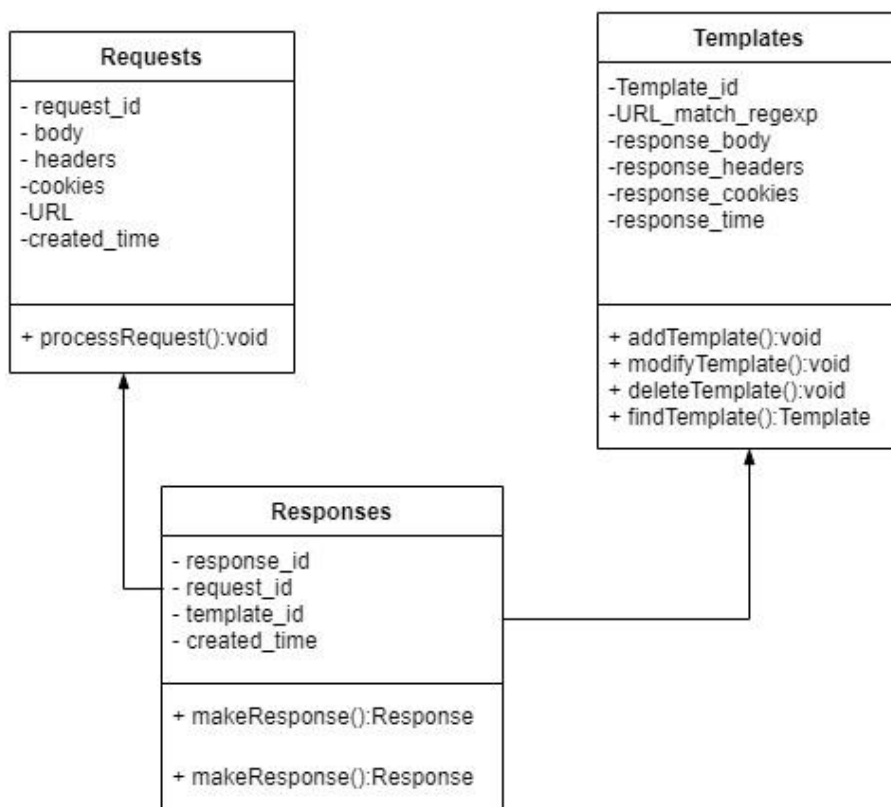 Requests
- request_id
- body
- headers
-cookies
-URL
-created_time
+ processRequest():void
Templates
-Template_id
-URL_match_regexp
-response_body
-response_headers
-response_cookies
-response_time
+ addTemplate():void
+ modifyTemplate():void
+ deleteTemplate():void
+ findTemplate():Template
Responses
- response_id
- request_id
- template_id
- created_time
+ makeResponse():Response
+ makeResponse():Response